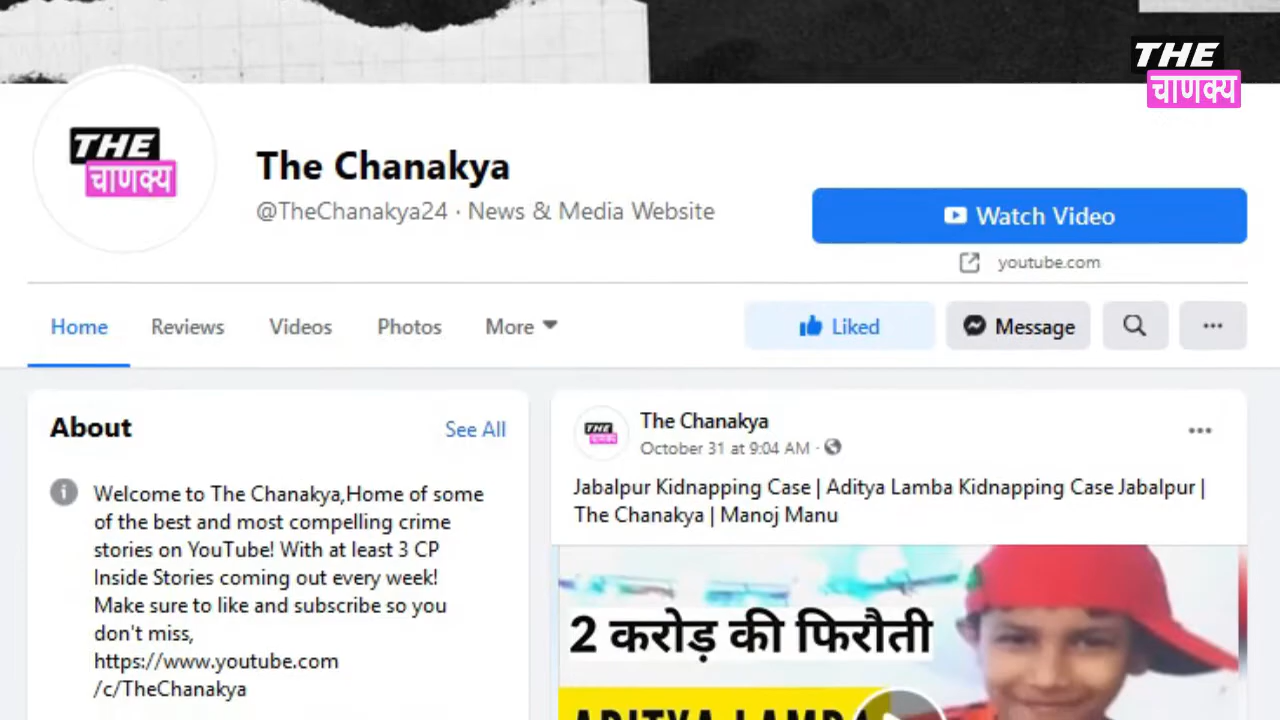 THE
चाणक्य
THE
चाणक्य
The Chanakya
@TheChanakya24 · News & Media Website
Watch Video
youtube.com
Home Reviews Videos Photos More
Liked Message
About See All
Welcome to The Chanakya,Home of some
of the best and most compelling crime
stories on YouTube! With at least 3 CP
Inside Stories coming out every week!
Make sure to like and subscribe so you
don't miss,
https://www.youtube.com
/c/TheChanakya
THE
चाणक्य
The Chanakya
October 31 at 9:04 AM ·
Jabalpur Kidnapping Case | Aditya Lamba Kidnapping Case Jabalpur |
The Chanakya | Manoj Manu
2 करोड़ की फिरौती
ADITYA LAMBA